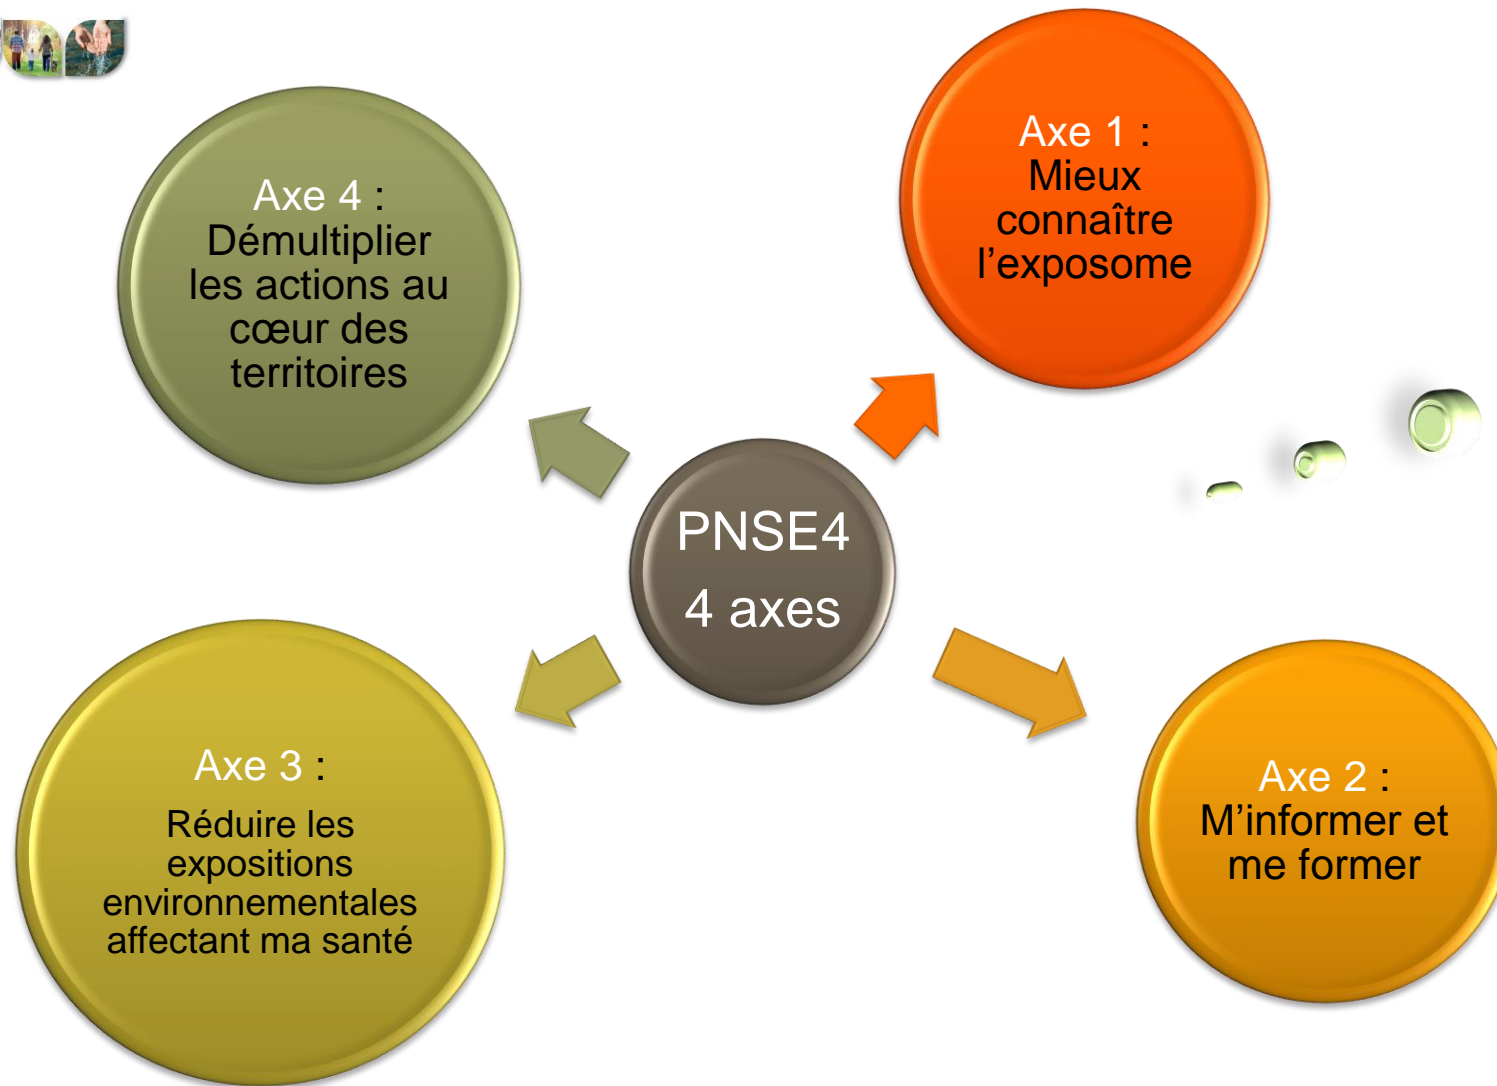 PNSE4
4 axes
Axe 1 :
Mieux
connaître
l’exposome
Axe 2 :
M’informer et
me former
Axe 3 :
Réduire les
expositions
environnementales
affectant ma santé
Axe 4 :
Démultiplier
les actions au
cœur des
territoires